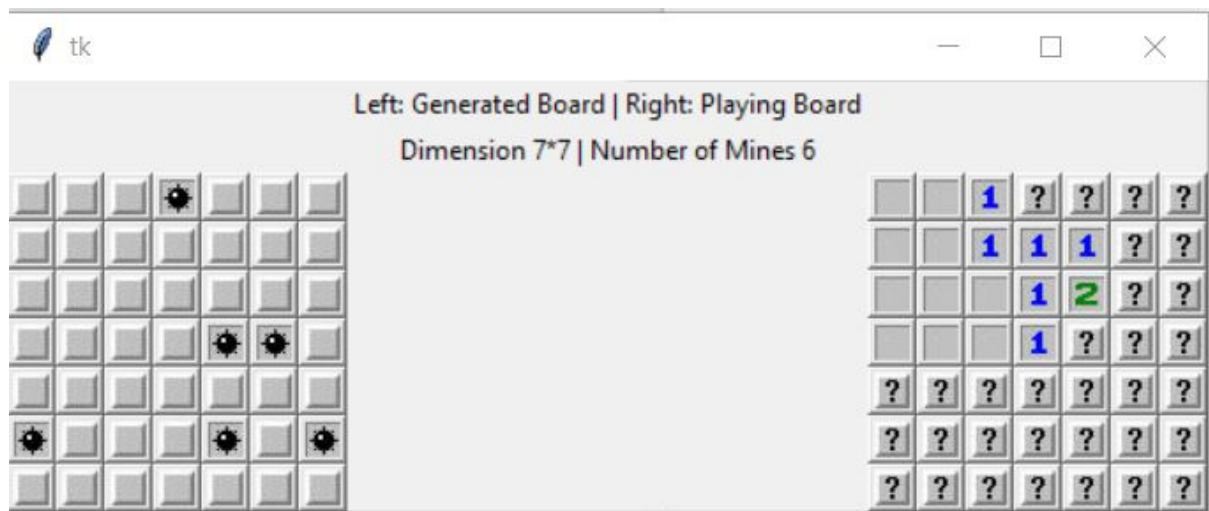 tk
Left: Generated Board | Right: Playing Board
Dimension 7*7 | Number of Mines 6
1 ? ? ? ?
1 1 1 ? ?
1 2 ? ?
1 ? ? ?
? ? ? ? ? ? ?
? ? ? ? ? ? ?
? ? ? ? ? ? ?